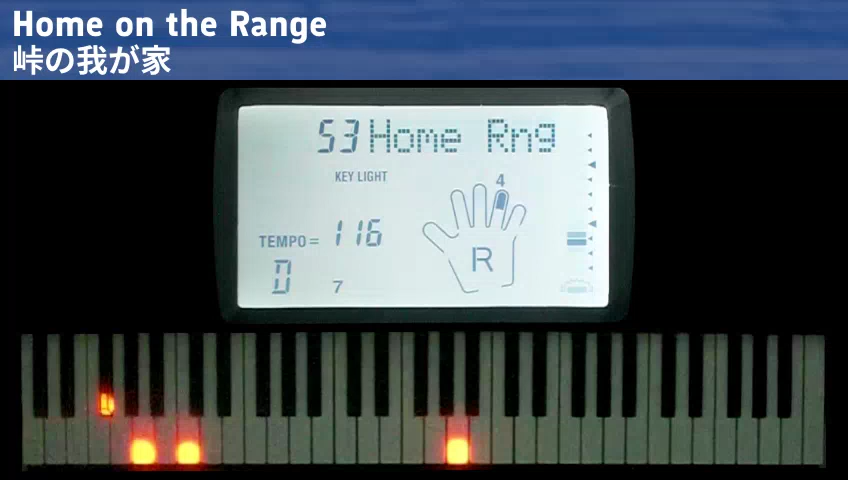 Home on the Range
峠の我が家
53 Home Rng
KEY LIGHT
4
TEMPO = 116
R
D 7